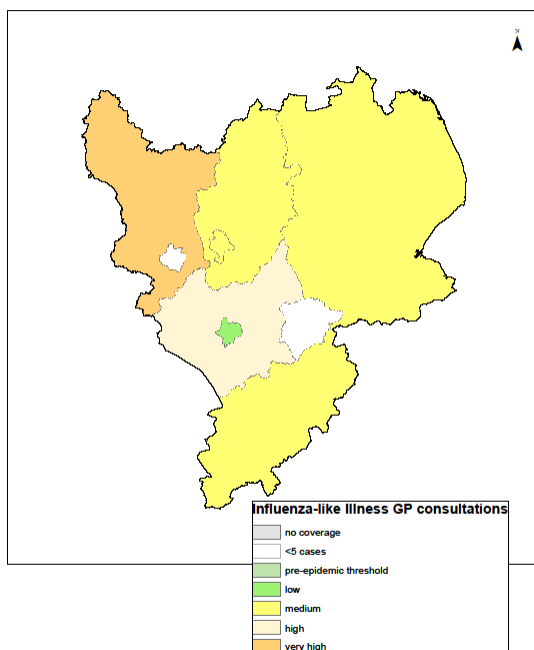 N
Influenza-like Illness GP consultations
no coverage
<5 cases
pre-epidemic threshold
low
medium
high
very high